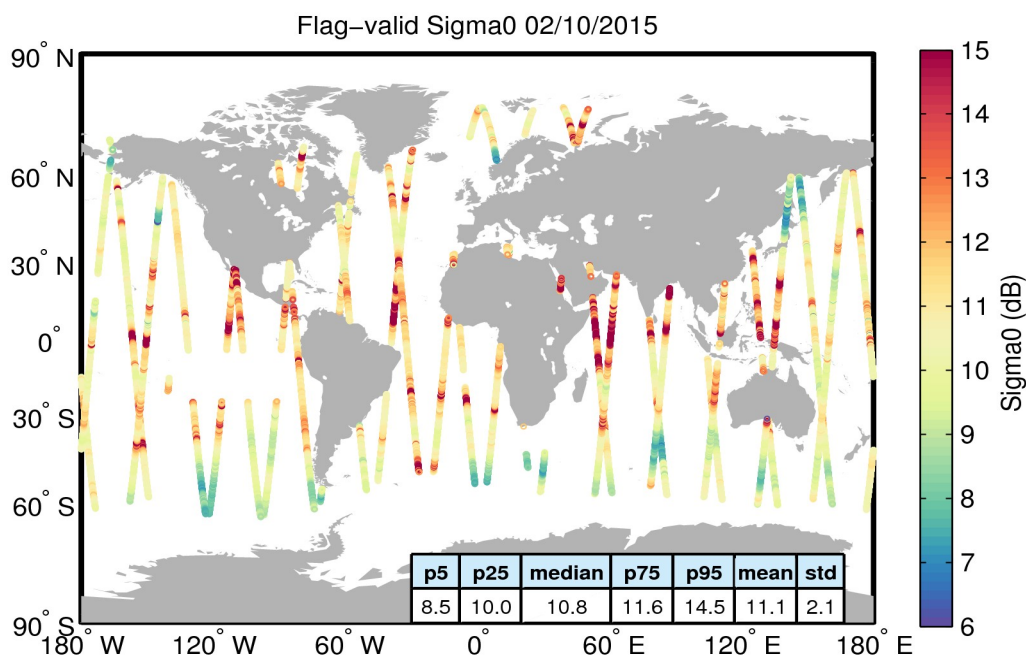 Flag−valid Sigma0 02/10/2015
90° N
60° N
30° N
0°
30° S
60° S
90° S
180° W
120° W
60° W
0°
60° E
120° E
180° E
p5 p25 median p75 p95 mean std
8.5 10.0 10.8 11.6 14.5 11.1 2.1
15
14
13
12
11
10
9
8
7
6
Sigma0 (dB)